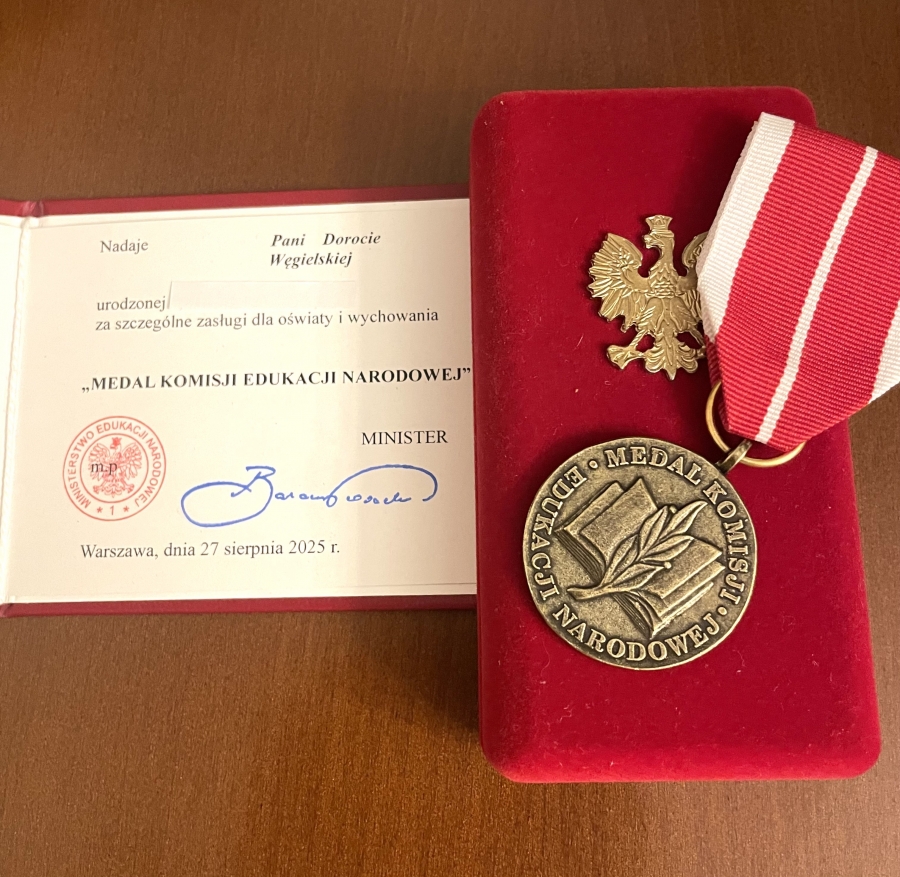 Nadaje Pani Dorocie
Węgielskiej
urodzonej
za szczególne zasługi dla oświaty i wychowania
„MEDAL KOMISJI EDUKACJI NARODOWEJ”
MINISTER
MINISTERSTWO EDUKACJI NARODOWEJ
* 1 *
m.p.
Warszawa, dnia 27 sierpnia 2025 r.
• MEDAL KOMISJI •
EDUKACJI NARODOWEJ